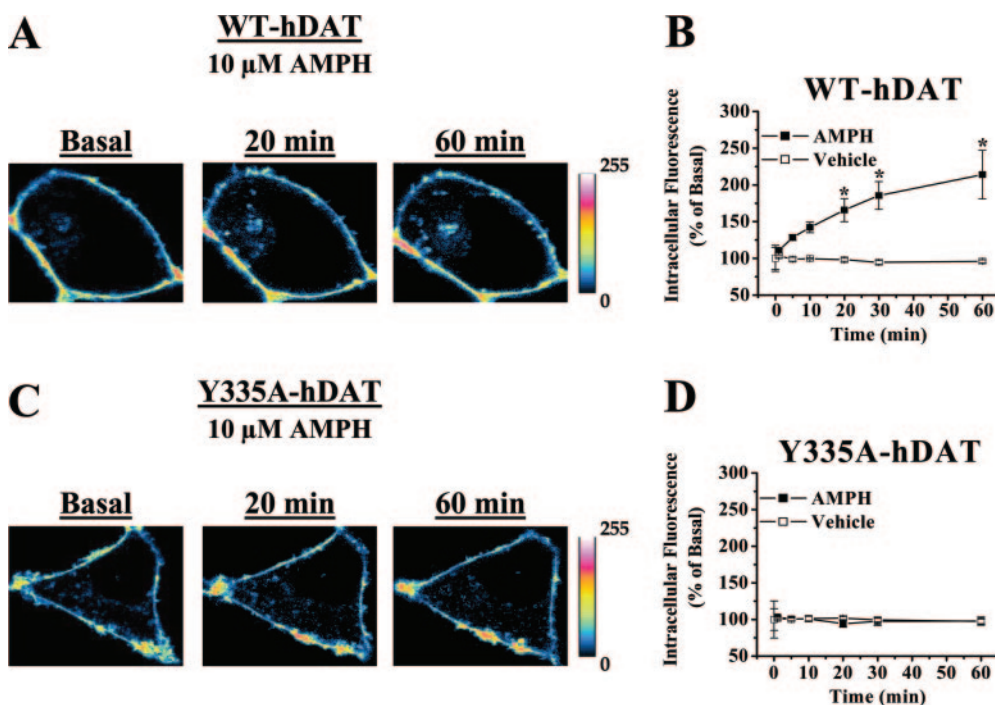 A
WT-hDAT
10 µM AMPH
Basal
20 min
60 min
255
0
B
WT-hDAT
Intracellular Fluorescence
(% of Basal)
300
250
200
150
100
50
AMPH
Vehicle
*
*
*
0 10 20 30 40 50 60
Time (min)
C
Y335A-hDAT
10 µM AMPH
Basal
20 min
60 min
255
0
D
Y335A-hDAT
Intracellular Fluorescence
(% of Basal)
300
250
200
150
100
50
AMPH
Vehicle
0 10 20 30 40 50 60
Time (min)